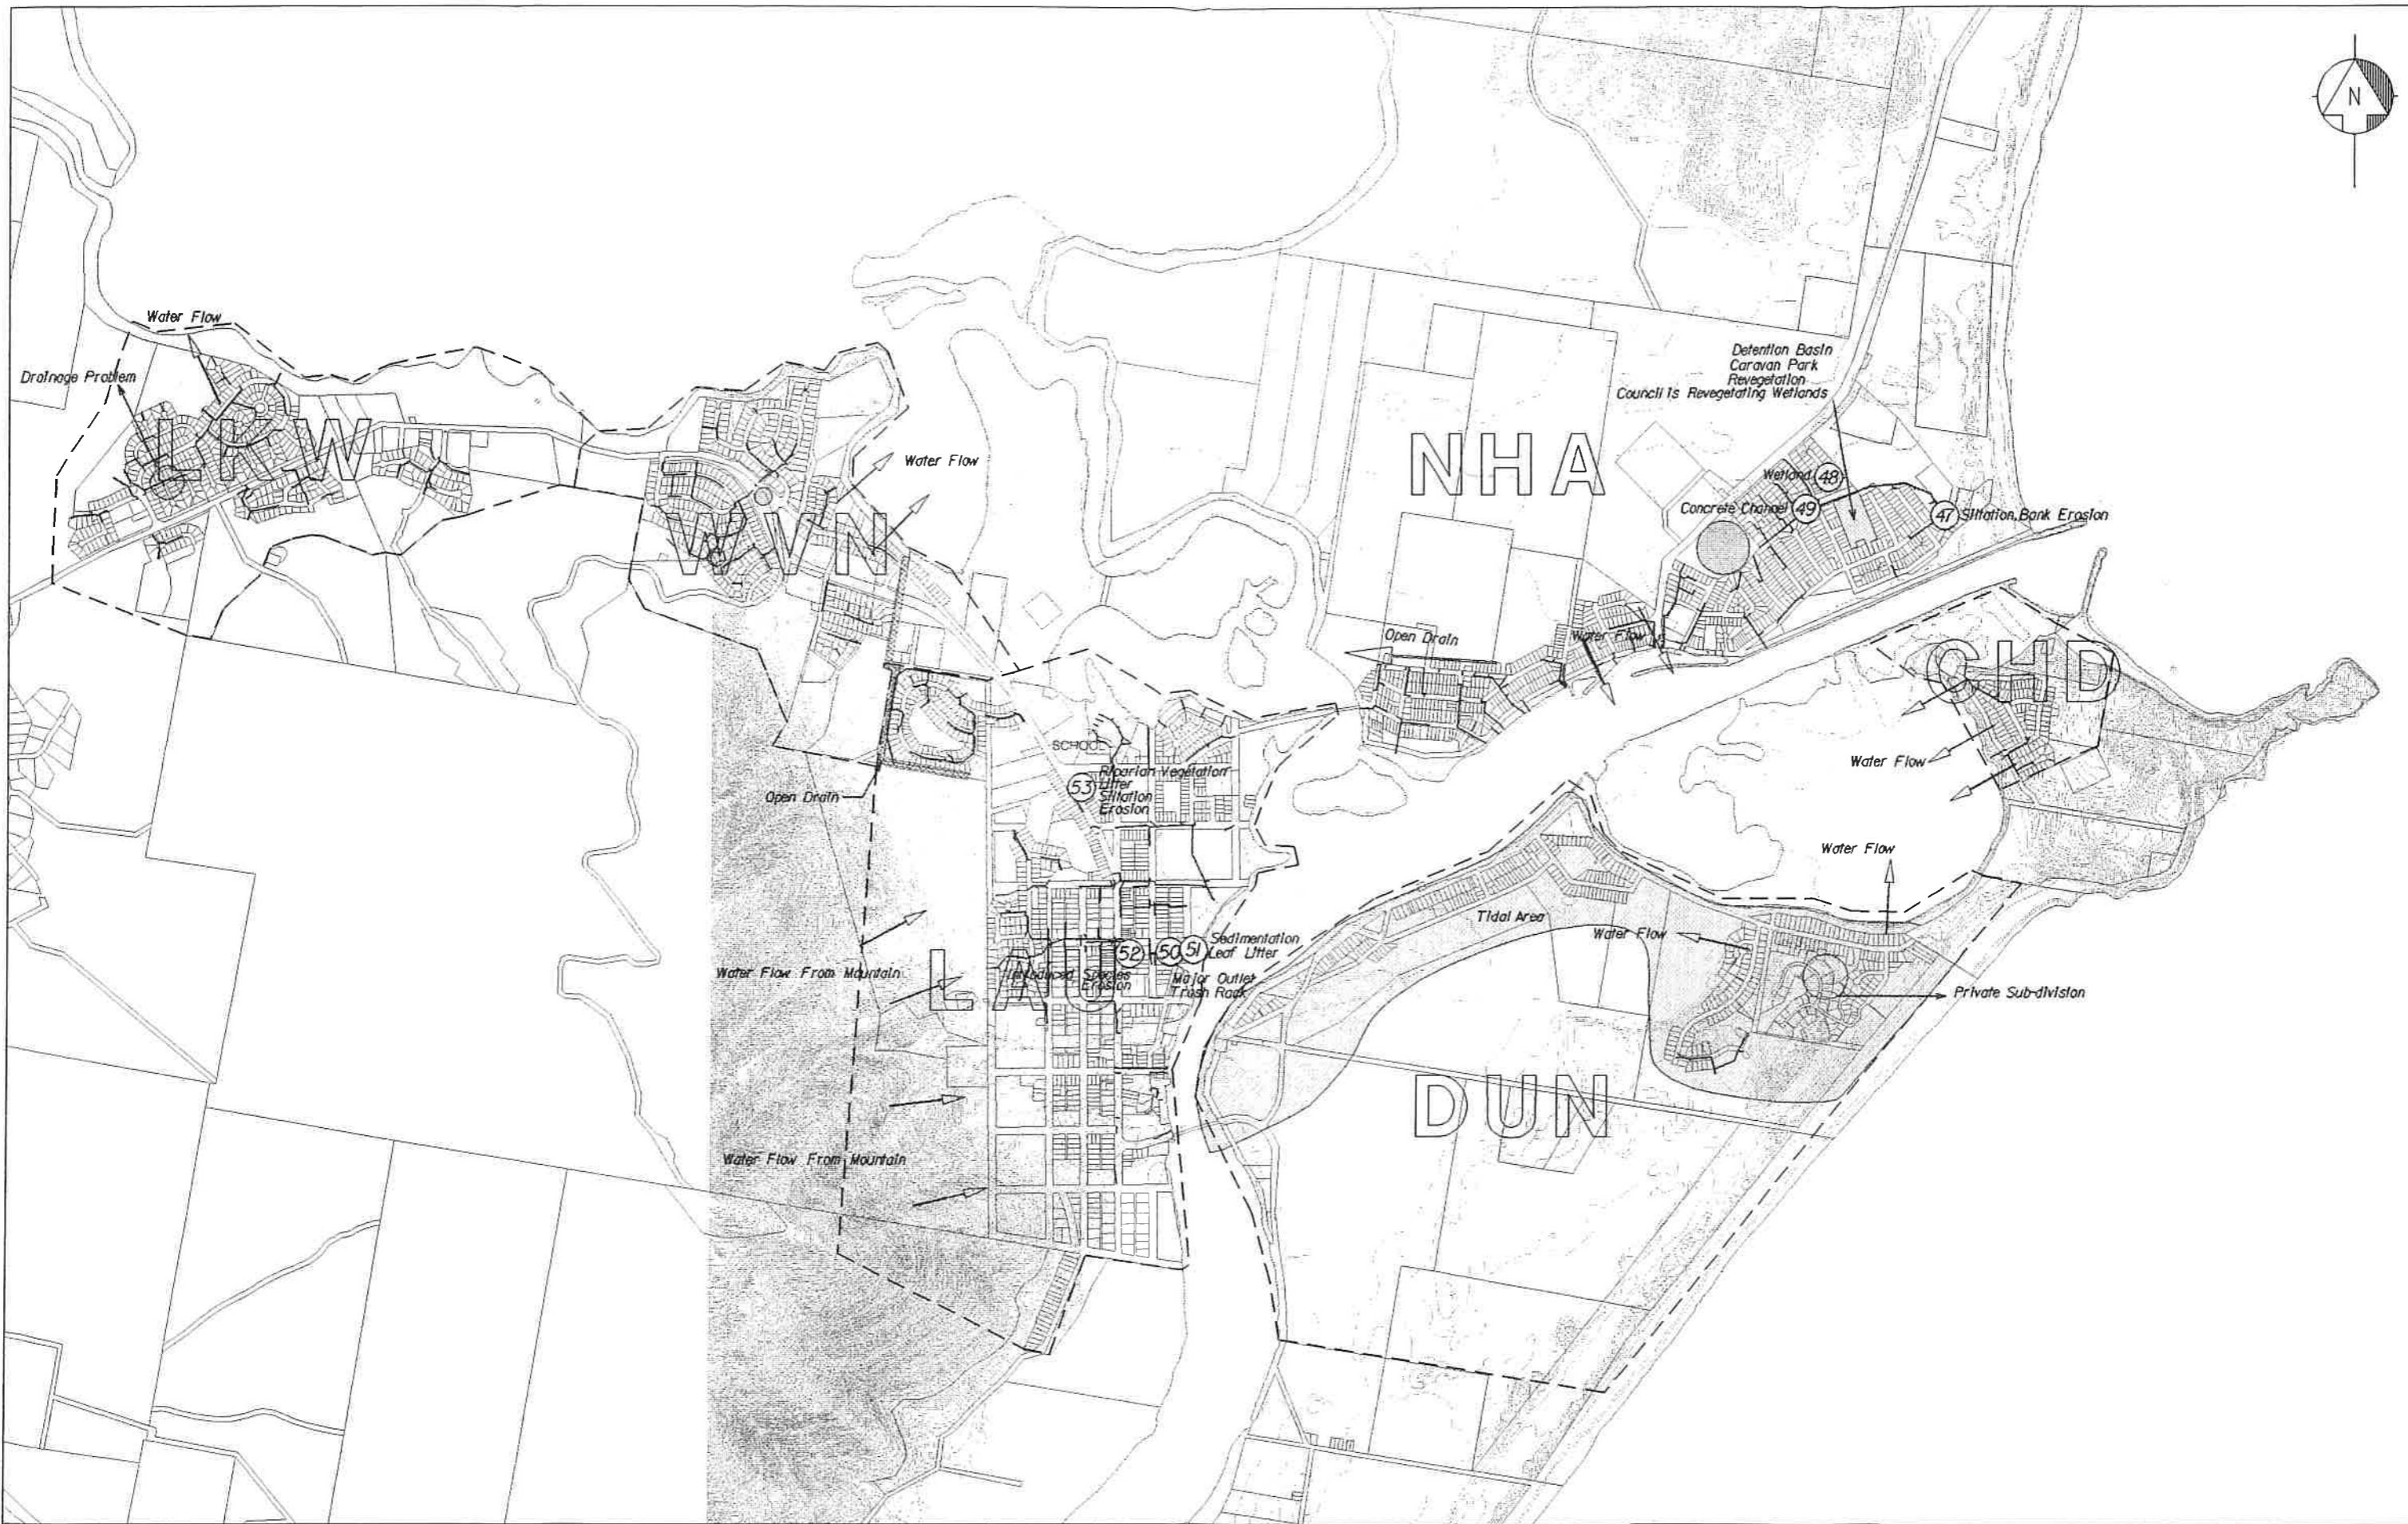 N
Water Flow
Drainage Problem
LKW
Water Flow
WVN
Detention Basin
Caravan Park
Revegetation
Council is Revegetating Wetlands
NHA
Wetland 48
Concrete Channel 49
47 Siltation, Bank Erosion
Open Drain
Water Flow
CHD
Water Flow
SCHOOL
53
Riparian Vegetation
Litter
Siltation
Erosion
Open Drain
Water Flow
Tidal Area
Water Flow
52 50 51
Sedimentation
Leaf Litter
Water Flow From Mountain
LAU
Introduced Species
Erosion
Major Outlet
Trash Rack
Private Sub-division
DUN
Water Flow From Mountain